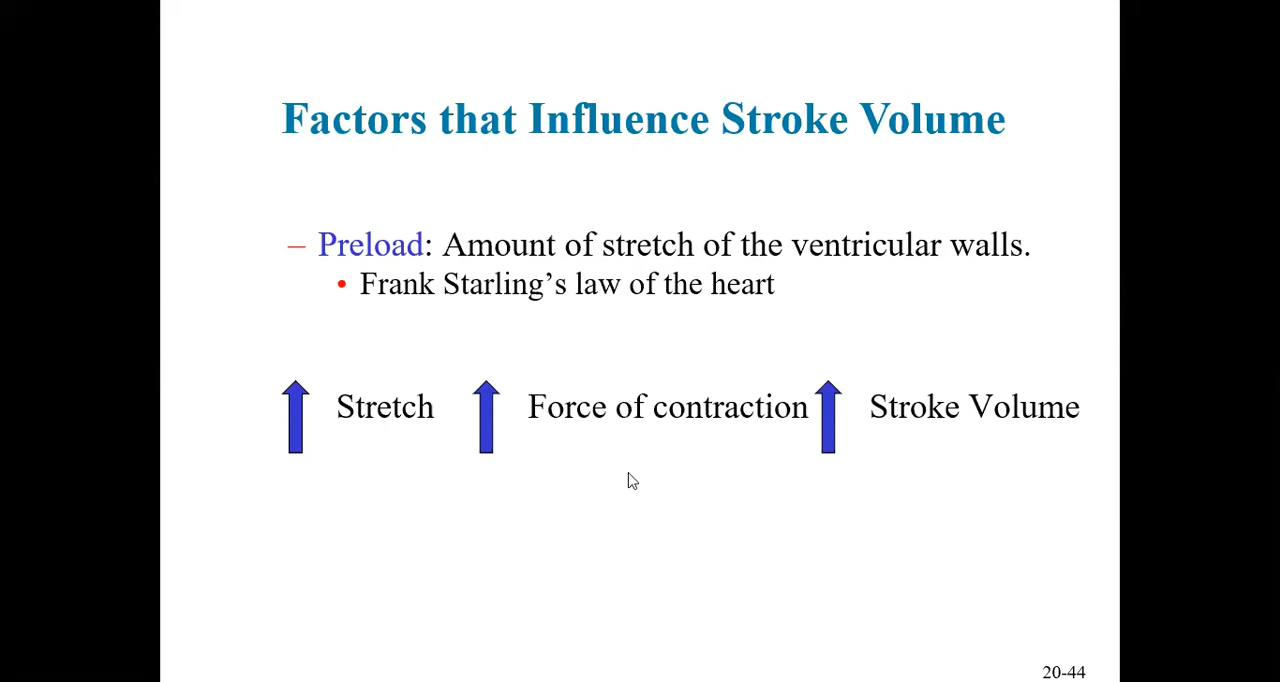 Factors that Influence Stroke Volume
– Preload: Amount of stretch of the ventricular walls.
• Frank Starling’s law of the heart
Stretch Force of contraction Stroke Volume
20-44